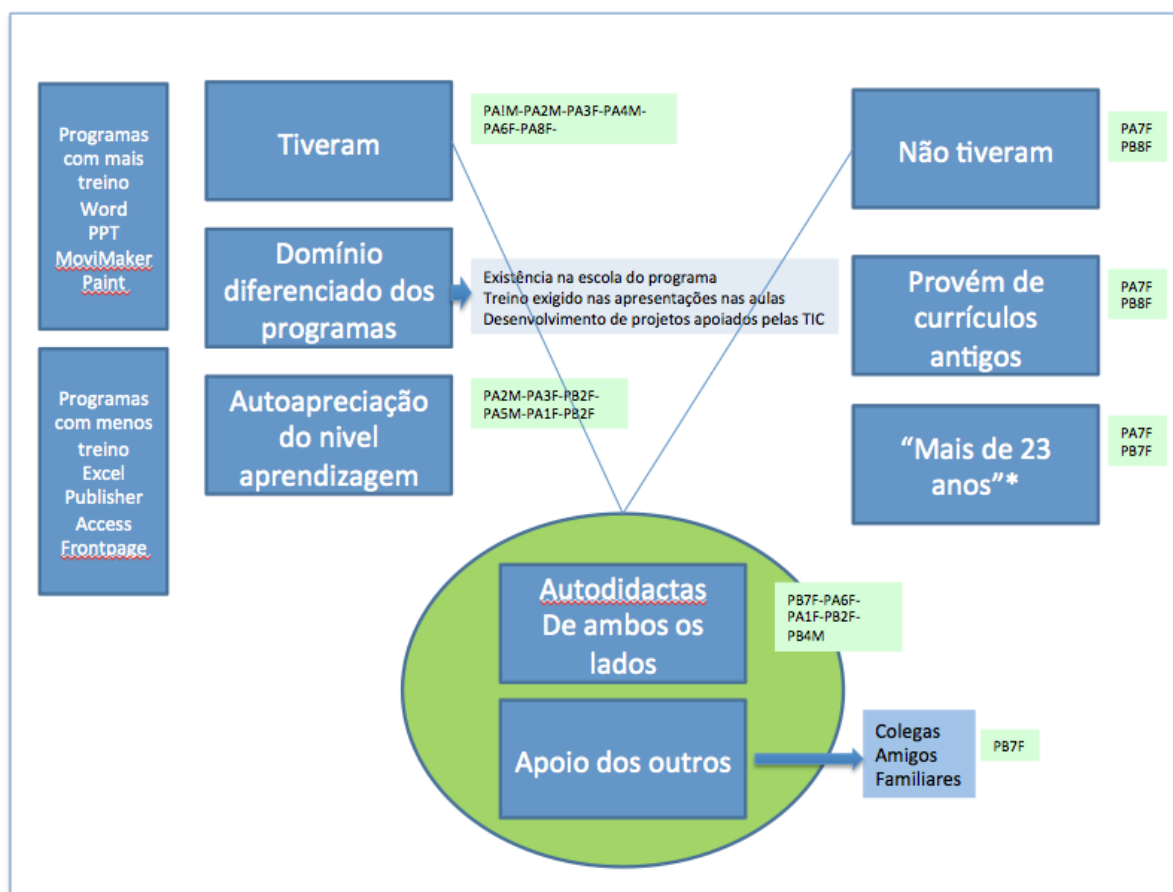 Programas
com mais
treino
Word
PPT
MoviMaker
Paint
Programas
com menos
treino
Excel
Publisher
Access
Frontpage
Tiveram
PA!M-PA2M-PA3F-PA4M-
PA6F-PA8F-
Domínio
diferenciado dos
programas
Existência na escola do programa
Treino exigido nas apresentações nas aulas
Desenvolvimento de projetos apoiados pelas TIC
Autoapreciação
do nivel
aprendizagem
PA2M-PA3F-PB2F-
PA5M-PA1F-PB2F
Não tiveram
PA7F
PB8F
Provém de
currículos
antigos
PA7F
PB8F
“Mais de 23
anos”*
PA7F
PB7F
Autodidactas
De ambos os
lados
PB7F-PA6F-
PA1F-PB2F-
PB4M
Apoio dos outros
Colegas
Amigos
Familiares
PB7F